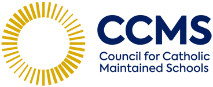 CCMS
Council for Catholic
Maintained Schools